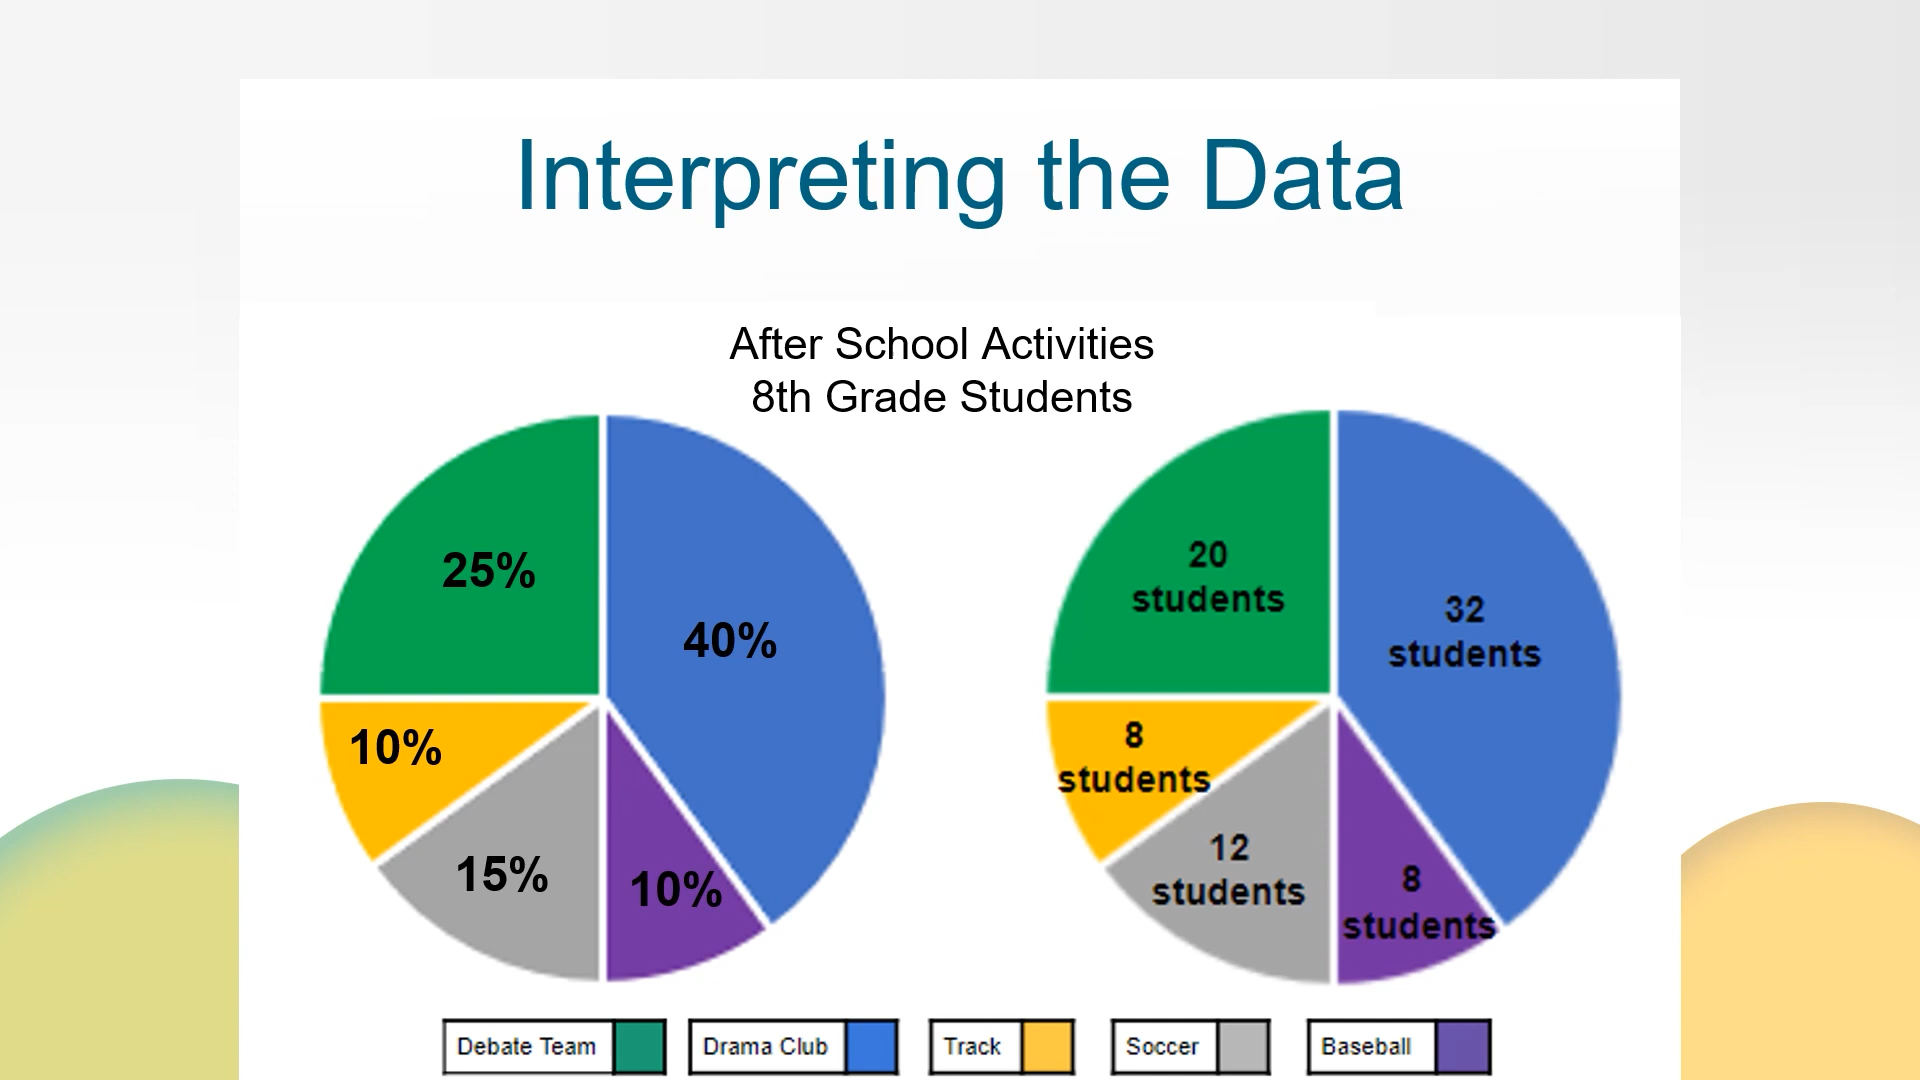 Interpreting the Data
After School Activities
8th Grade Students
25%
40%
10%
15%
10%
20
students
32
students
8
students
12
students
8
students
Debate Team
Drama Club
Track
Soccer
Baseball